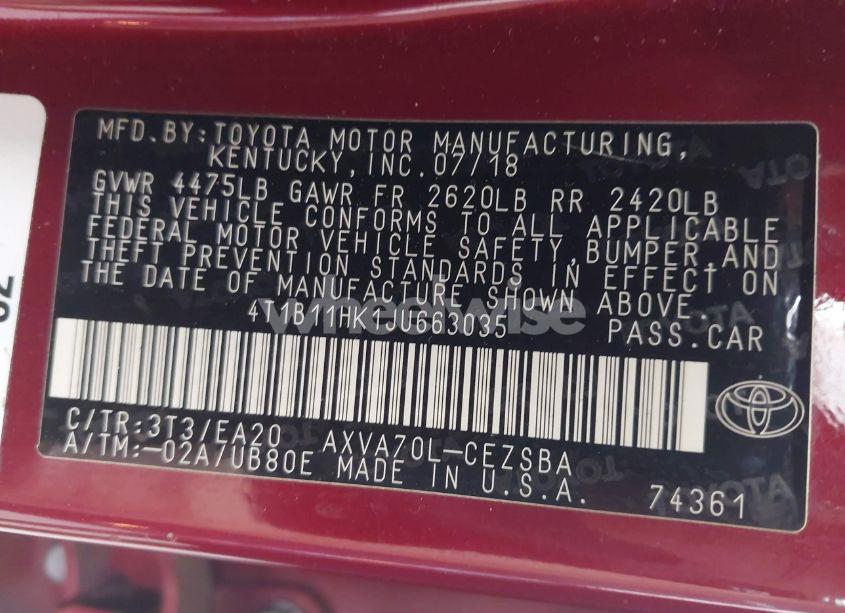 MFD.BY:TOYOTA MOTOR MANUFACTURING,
KENTUCKY,INC.07/18
GVWR 4475LB GAWR FR 2620LB RR 2420LB
THIS VEHICLE CONFORMS TO ALL APPLICABLE
FEDERAL MOTOR VEHICLE SAFETY,BUMPER,AND
THEFT PREVENTION STANDARDS IN EFFECT ON
THE DATE OF MANUFACTURE SHOWN ABOVE.
4T1B11HK1JU663035 PASS.CAR
wheelwise
C/TR:3T3/EA20 AXVA70L-CEZSBA
A/TM:-02A/UB80E MADE IN U.S.A. 74361